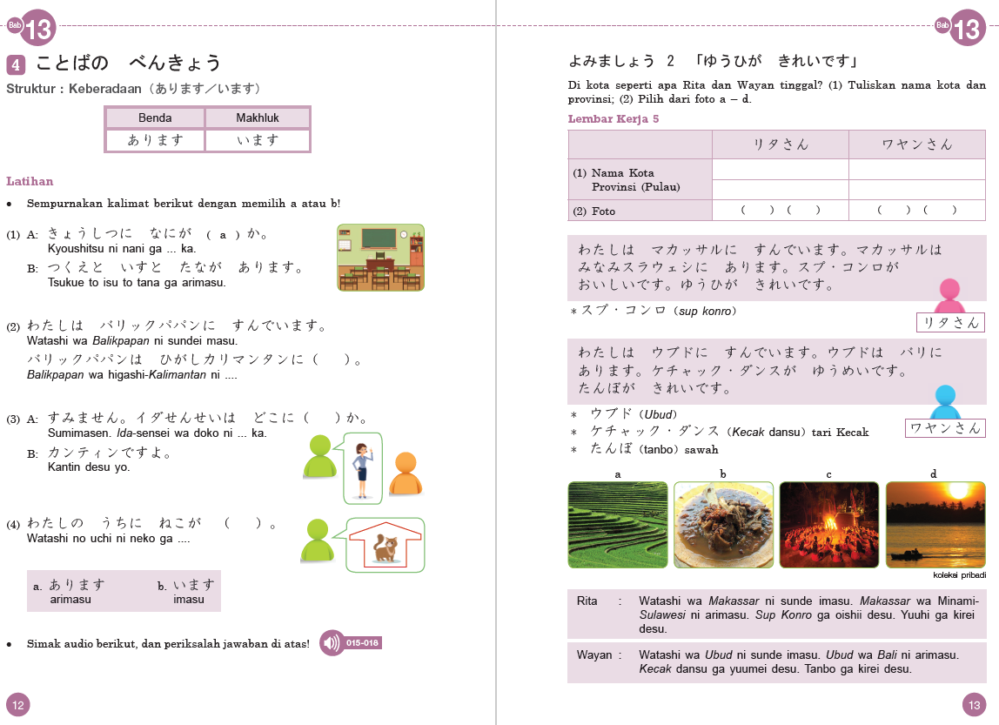 Bab 13
4 ことばの べんきょう
Struktur : Keberadaan（あります／います）
Benda Makhluk
あります います
Latihan
● Sempurnakan kalimat berikut dengan memilih a atau b!
(1) A: きょうしつに なにが ( a ) か。
Kyoushitsu ni nani ga ... ka.
B: つくえと いすと たなが あります。
Tsukue to isu to tana ga arimasu.
(2) わたしは バリックパパンに すんでいます。
Watashi wa Balikpapan ni sundei masu.
バリックパパンは ひがしカリマンタンに（ ）。
Balikpapan wa higashi-Kalimantan ni ....
(3) A: すみません。イダせんせいは どこに（ ）か。
Sumimasen. Ida-sensei wa doko ni ... ka.
B: カンティンですよ。
Kantin desu yo.
(4) わたしの うちに ねこが （ ）。
Watashi no uchi ni neko ga ....
a. あります b. います
arimasu imasu
● Simak audio berikut, dan periksalah jawaban di atas! 015-018
12
Bab 13
よみましょう 2 「ゆうひが きれいです」
Di kota seperti apa Rita dan Wayan tinggal? (1) Tuliskan nama kota dan
provinsi; (2) Pilih dari foto a – d.
Lembar Kerja 5
リタさん ワヤンさん
(1) Nama Kota
Provinsi (Pulau)
(2) Foto （ ）（ ） （ ）（ ）
わたしは マカッサルに すんでいます。マカッサルは
みなみスラウェシに あります。スプ・コンロが
おいしいです。ゆうひが きれいです。
* スプ・コンロ（sup konro）
リタさん
わたしは ウブドに すんでいます。ウブドは バリに
あります。ケチャック・ダンスが ゆうめいです。
たんぼが きれいです。
* ウブド（Ubud）
* ケチャック・ダンス（Kecak dansu）tari Kecak
* たんぼ（tanbo）sawah
ワヤンさん
a b c d
koleksi pribadi
Rita : Watashi wa Makassar ni sunde imasu. Makassar wa Minami-
Sulawesi ni arimasu. Sup Konro ga oishii desu. Yuuhi ga kirei
desu.
Wayan : Watashi wa Ubud ni sunde imasu. Ubud wa Bali ni arimasu.
Kecak dansu ga yuumei desu. Tanbo ga kirei desu.
13